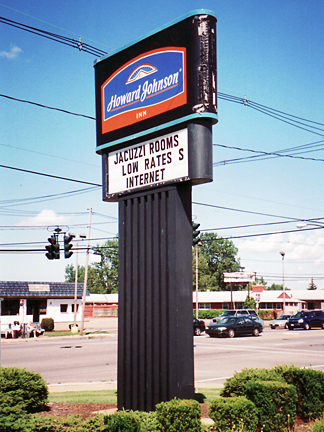 Howard Johnson
INN
JACUZZI ROOMS
LOW RATES S
INTERNET